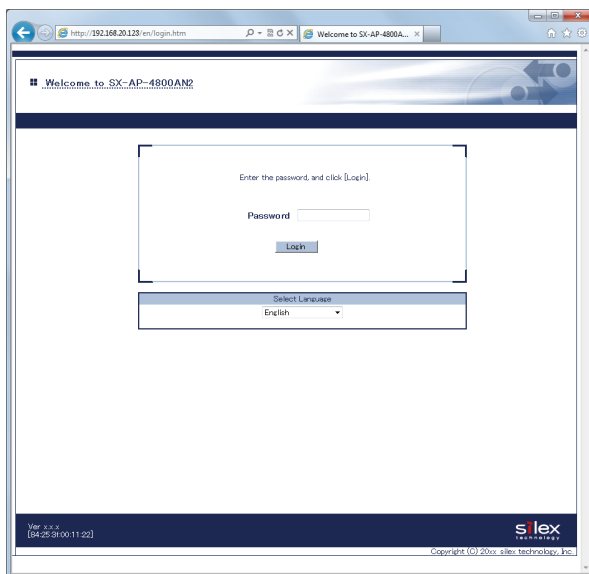 http://192.168.20.123/en/login.htm
Welcome to SX-AP-4800A...
Welcome to SX-AP-4800AN2
Enter the password, and click [Login].
Password
Login
Select Language
English
Ver x.x.x
[84:25:3f:00:11:22]
silex
technology
Copyright (C) 20xx silex technology, Inc.